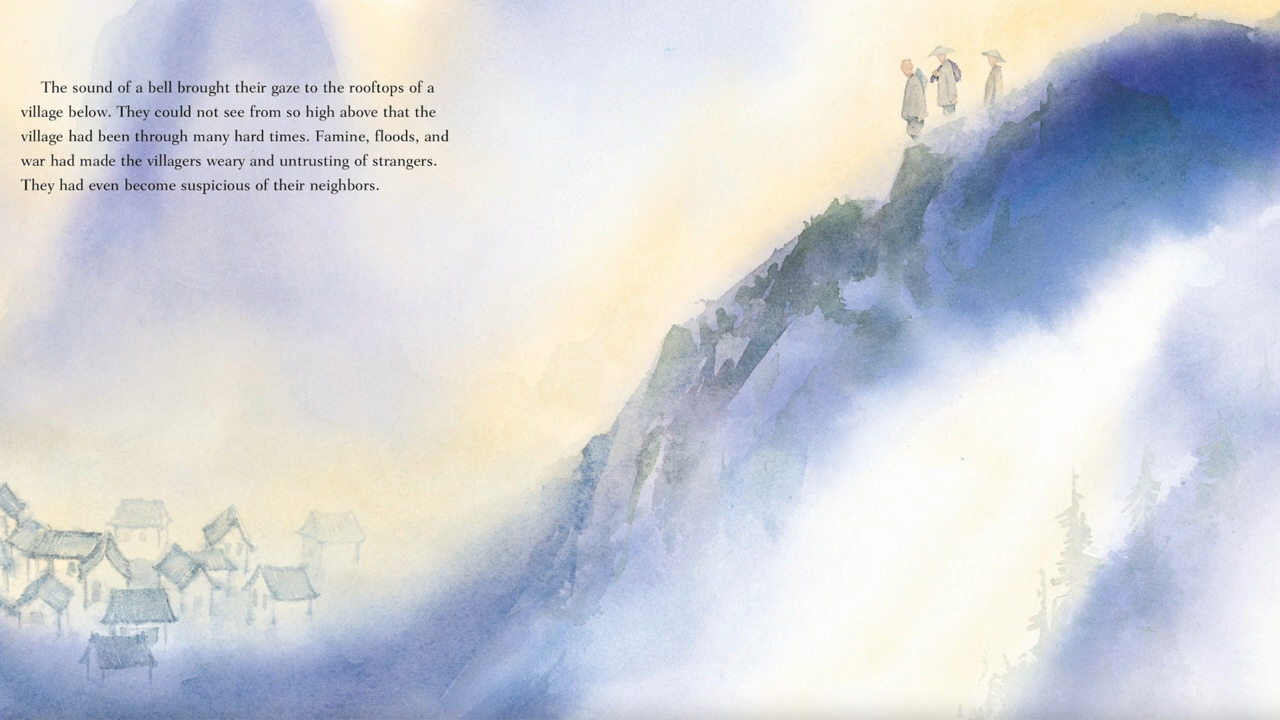 The sound of a bell brought their gaze to the rooftops of a
village below. They could not see from so high above that the
village had been through many hard times. Famine, floods, and
war had made the villagers weary and untrusting of strangers.
They had even become suspicious of their neighbors.